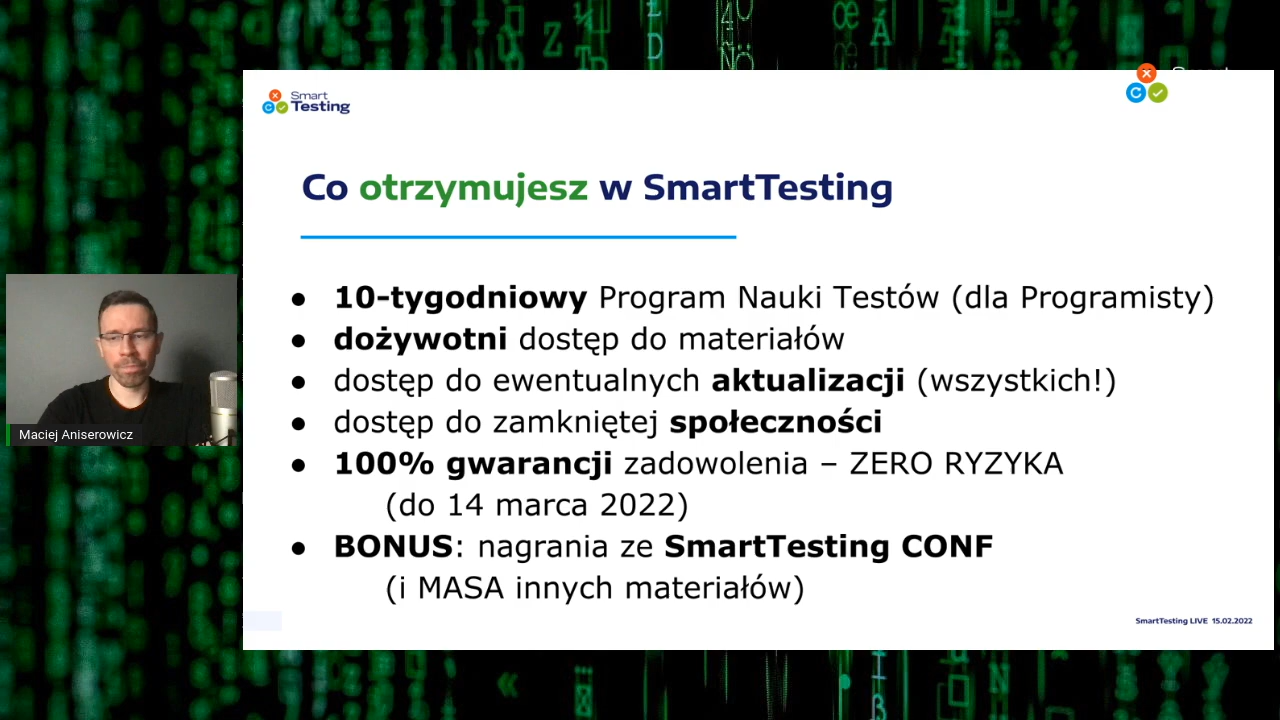 Smart
Testing
Co otrzymujesz w SmartTesting
● 10-tygodniowy Program Nauki Testów (dla Programisty)
● dożywotni dostęp do materiałów
● dostęp do ewentualnych aktualizacji (wszystkich!)
● dostęp do zamkniętej społeczności
● 100% gwarancji zadowolenia – ZERO RYZYKA
(do 14 marca 2022)
● BONUS: nagrania ze SmartTesting CONF
(i MASA innych materiałów)
Maciej Aniserowicz
SmartTesting LIVE 15.02.2022